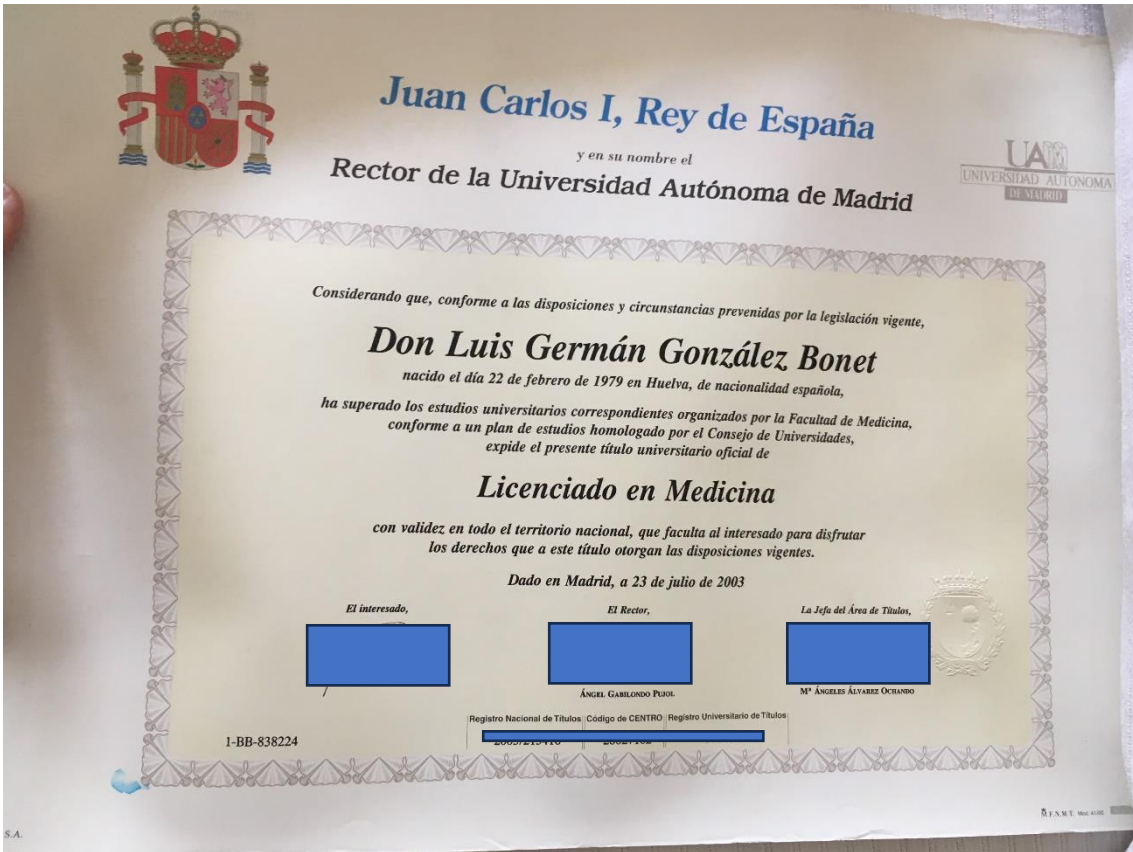 Juan Carlos I, Rey de España
y en su nombre el
Rector de la Universidad Autónoma de Madrid
UAM
UNIVERSIDAD AUTONOMA
DE MADRID
Considerando que, conforme a las disposiciones y circunstancias prevenidas por la legislación vigente,
Don Luis Germán González Bonet
nacido el día 22 de febrero de 1979 en Huelva, de nacionalidad española,
ha superado los estudios universitarios correspondientes organizados por la Facultad de Medicina,
conforme a un plan de estudios homologado por el Consejo de Universidades,
expide el presente título universitario oficial de
Licenciado en Medicina
con validez en todo el territorio nacional, que faculta al interesado para disfrutar
los derechos que a este título otorgan las disposiciones vigentes.
Dado en Madrid, a 23 de julio de 2003
El interesado, El Rector, La Jefa del Área de Títulos,
ÁNGEL GABILONDO PUJOL Mª ÁNGELES ÁLVAREZ OCHANDO
Registro Nacional de Títulos Código de CENTRO Registro Universitario de Títulos
1-BB-838224
F.N.M.T.
S.A.